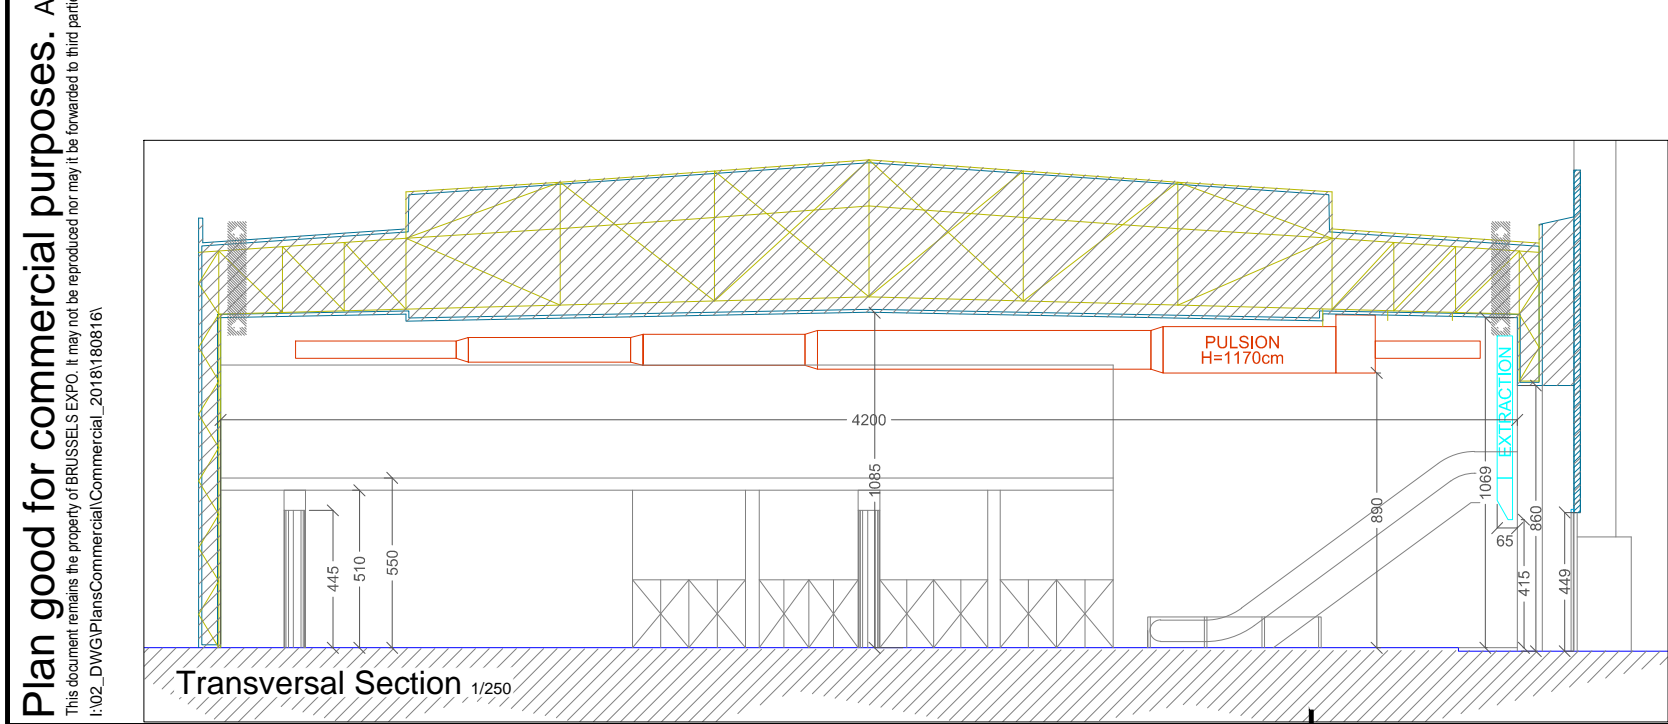 Plan good for commercial purposes. A
This document remains the property of BRUSSELS EXPO. It may not be reproduced nor may it be forwarded to third partie
I:\02_DWG\PlansCommercial\Commercial_2018\180816\
PULSION
H=1170cm
EXTRACTION
4200
1085
890
1069
65
860
415
449
445
510
550
Transversal Section 1/250